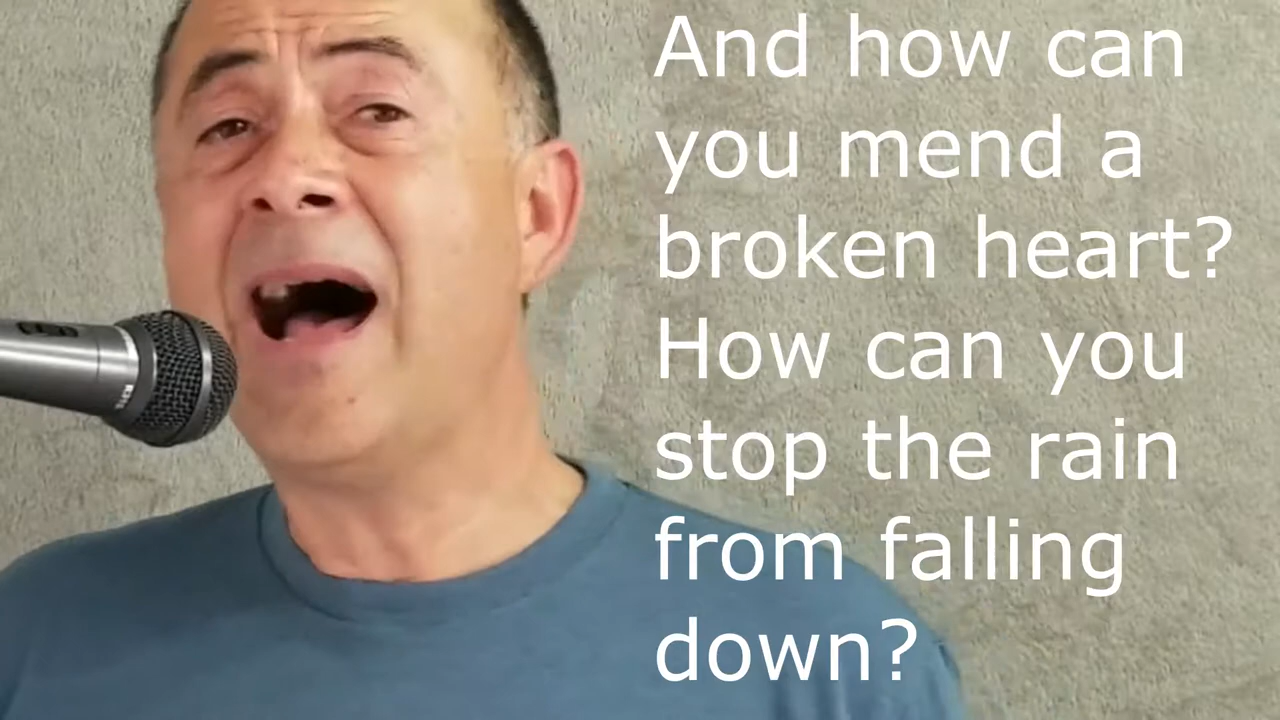 And how can
you mend a
broken heart?
How can you
stop the rain
from falling
down?